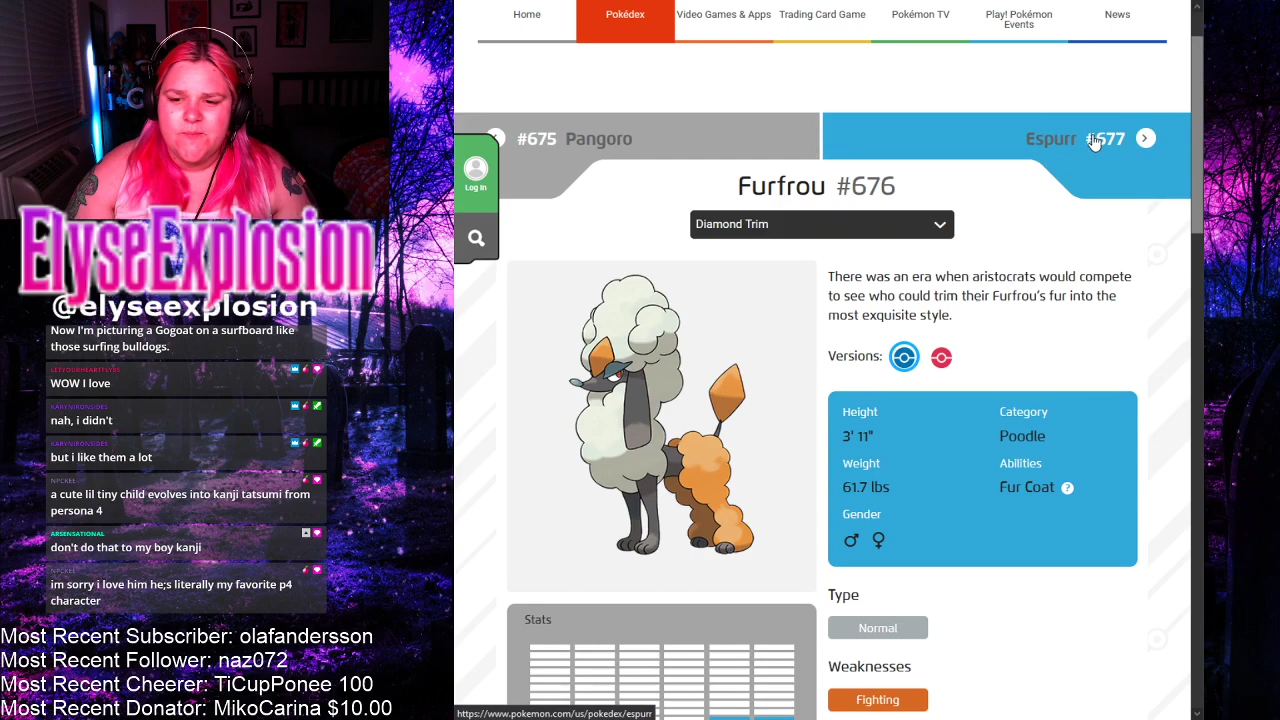 Home
Pokédex
Video Games & Apps
Trading Card Game
Pokémon TV
Play! Pokémon
Events
News
#675 Pangoro
Espurr #677
Log In
Furfrou #676
Diamond Trim
There was an era when aristocrats would compete
to see who could trim their Furfrou's fur into the
most exquisite style.
Versions:
Height
3' 11"
Category
Poodle
Weight
61.7 lbs
Abilities
Fur Coat ?
Gender
Type
Normal
Weaknesses
Fighting
Stats
https://www.pokemon.com/us/pokedex/espurr
ElyseExplosion
@elyseexplosion
Now I'm picturing a Gogoat on a surfboard like
those surfing bulldogs.
LETYOURHEARTFLY85
WOW I love
KARYNIRONSIDES
nah, i didn't
KARYNIRONSIDES
but i like them a lot
NPCKEE
a cute lil tiny child evolves into kanji tatsumi from
persona 4
ARSENSATIONAL
don't do that to my boy kanji
NPCKEE
im sorry i love him he;s literally my favorite p4
character
Most Recent Subscriber: olafandersson
Most Recent Follower: naz072
Most Recent Cheerer: TiCupPonee 100
Most Recent Donator: MikoCarina $10.00